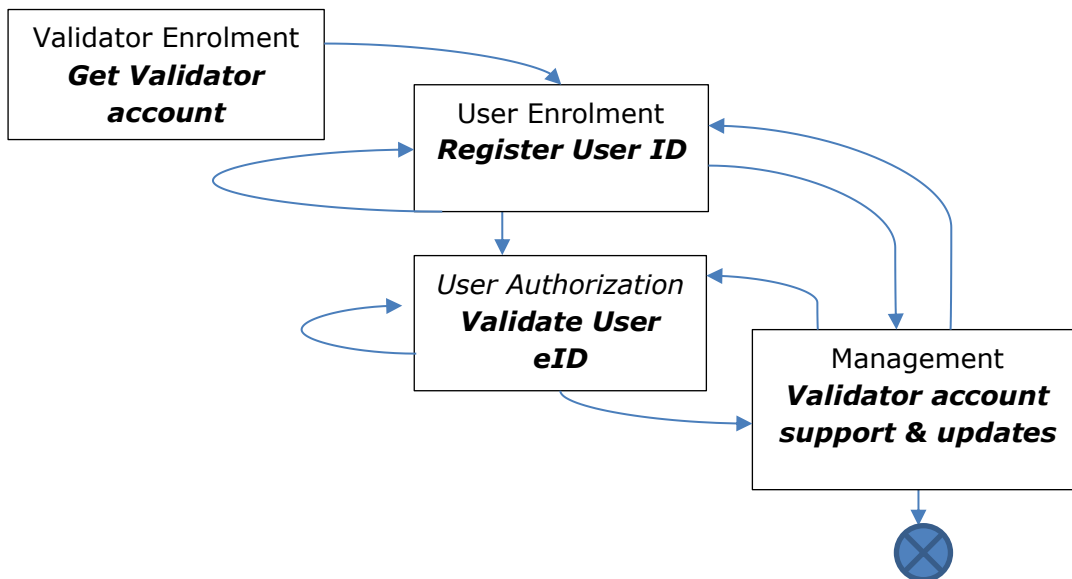 Validator Enrolment
Get Validator
account
User Enrolment
Register User ID
User Authorization
Validate User
eID
Management
Validator account
support & updates